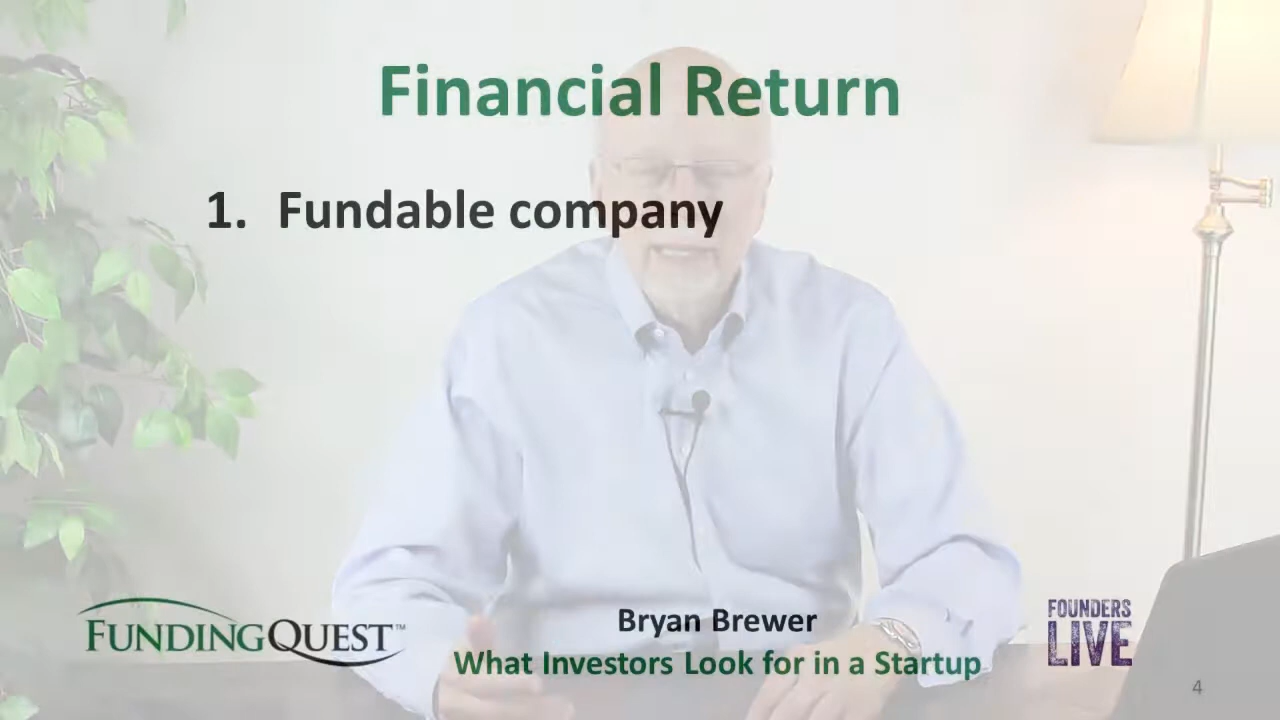 Financial Return
1. Fundable company
FUNDINGQUEST™
Bryan Brewer
What Investors Look for in a Startup
FOUNDERS
LIVE
4